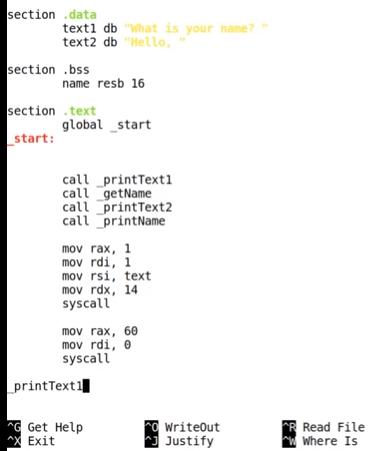 section .data
text1 db "What is your name? "
text2 db "Hello, "
section .bss
name resb 16
section .text
global _start
_start:
call _printText1
call _getName
call _printText2
call _printName
mov rax, 1
mov rdi, 1
mov rsi, text
mov rdx, 14
syscall
mov rax, 60
mov rdi, 0
syscall
_printText1
^G Get Help ^O WriteOut ^R Read File
^X Exit ^J Justify ^W Where Is